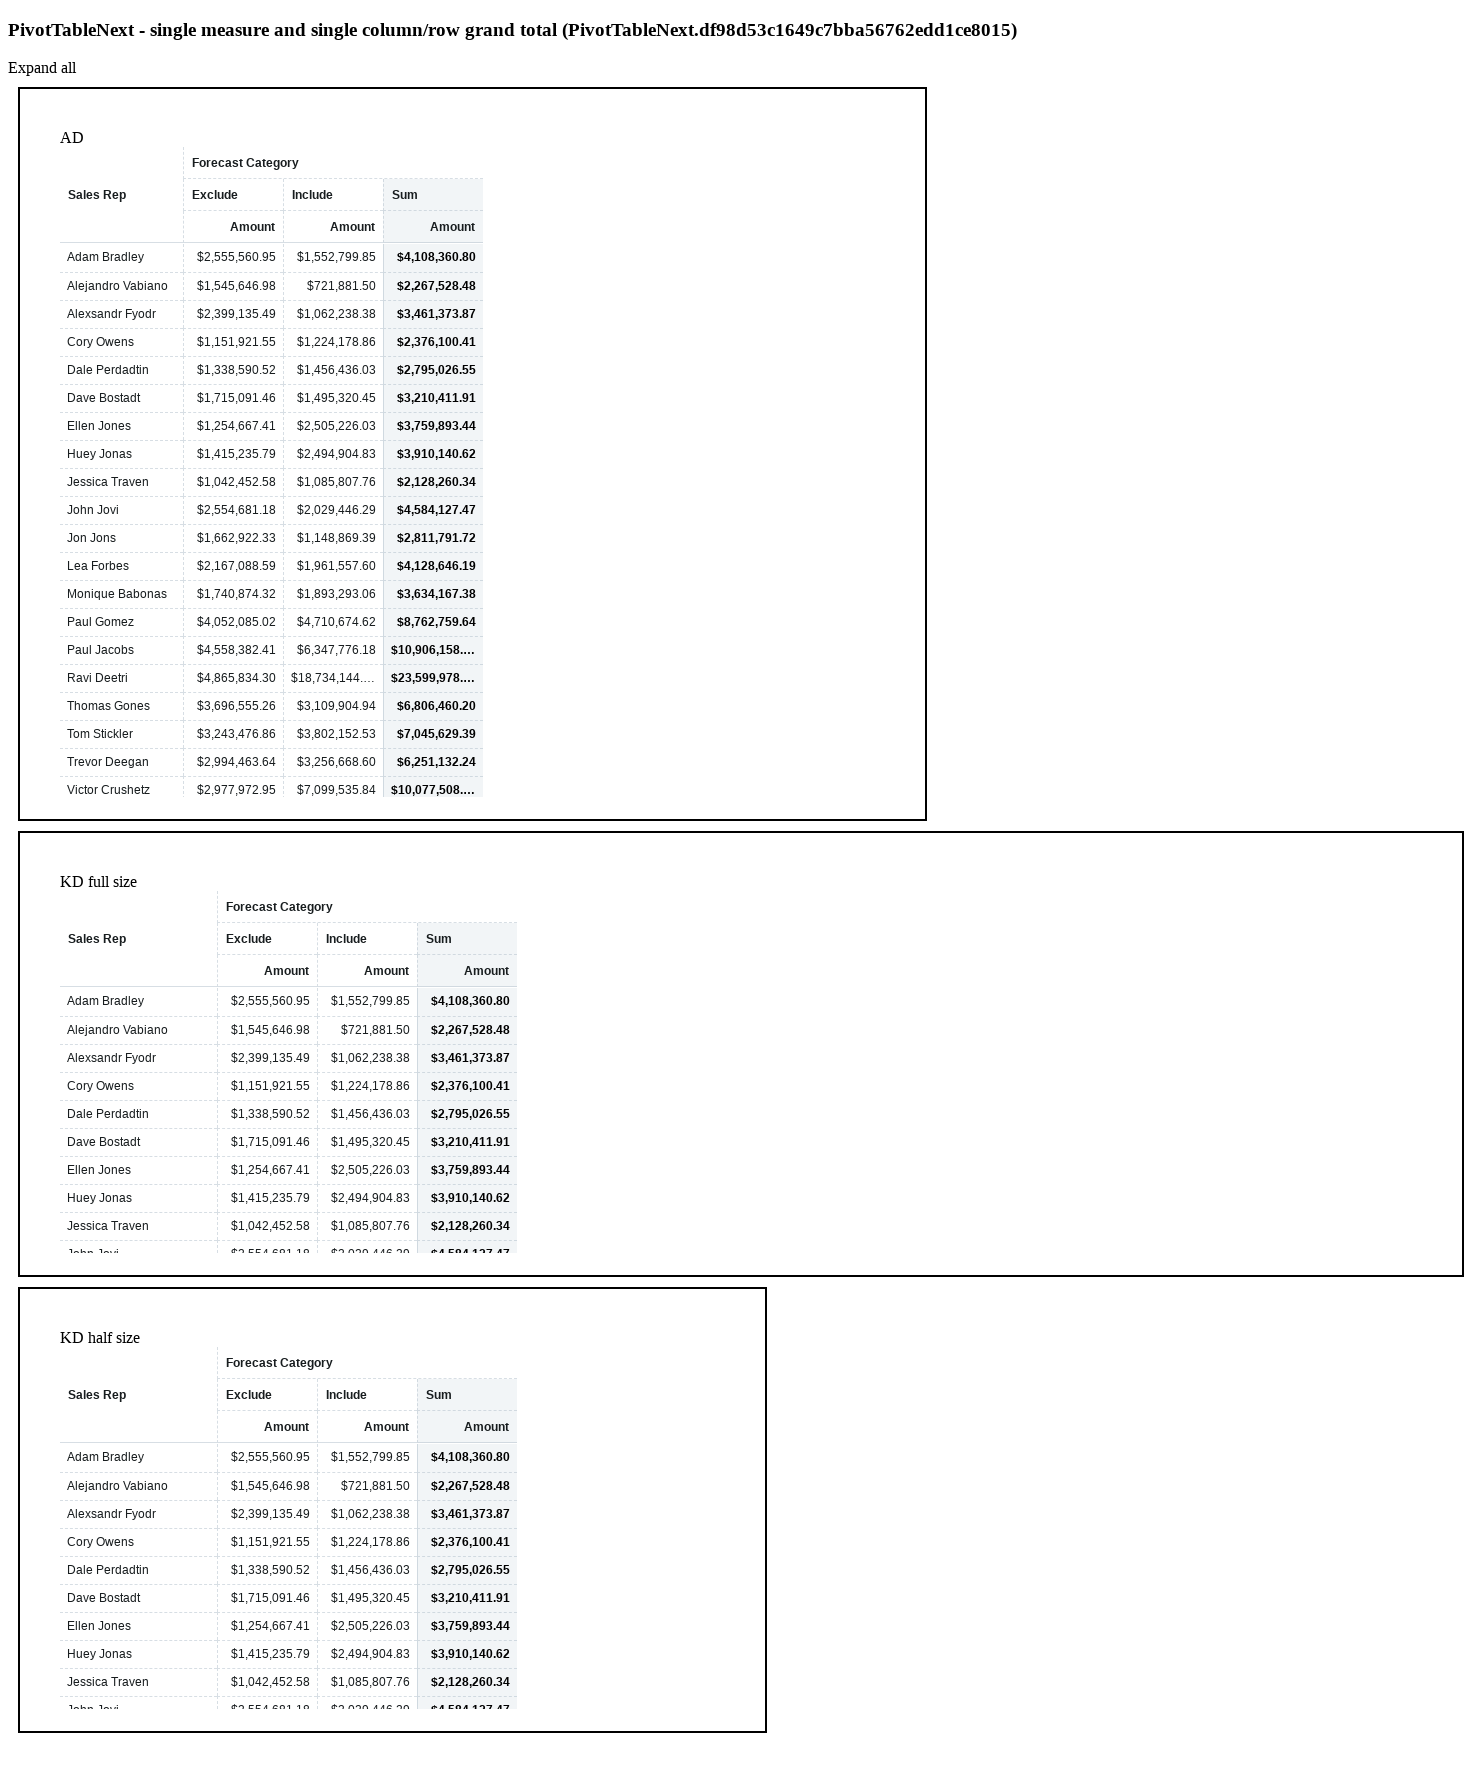 PivotTableNext - single measure and single column/row grand total (PivotTableNext.df98d53c1649c7bba56762edd1ce8015)
Expand all
AD
Forecast Category
Sales Rep Exclude Include Sum
Amount Amount Amount
Adam Bradley $2,555,560.95 $1,552,799.85 $4,108,360.80
Alejandro Vabiano $1,545,646.98 $721,881.50 $2,267,528.48
Alexsandr Fyodr $2,399,135.49 $1,062,238.38 $3,461,373.87
Cory Owens $1,151,921.55 $1,224,178.86 $2,376,100.41
Dale Perdadtin $1,338,590.52 $1,456,436.03 $2,795,026.55
Dave Bostadt $1,715,091.46 $1,495,320.45 $3,210,411.91
Ellen Jones $1,254,667.41 $2,505,226.03 $3,759,893.44
Huey Jonas $1,415,235.79 $2,494,904.83 $3,910,140.62
Jessica Traven $1,042,452.58 $1,085,807.76 $2,128,260.34
John Jovi $2,554,681.18 $2,029,446.29 $4,584,127.47
Jon Jons $1,662,922.33 $1,148,869.39 $2,811,791.72
Lea Forbes $2,167,088.59 $1,961,557.60 $4,128,646.19
Monique Babonas $1,740,874.32 $1,893,293.06 $3,634,167.38
Paul Gomez $4,052,085.02 $4,710,674.62 $8,762,759.64
Paul Jacobs $4,558,382.41 $6,347,776.18 $10,906,158.…
Ravi Deetri $4,865,834.30 $18,734,144.… $23,599,978.…
Thomas Gones $3,696,555.26 $3,109,904.94 $6,806,460.20
Tom Stickler $3,243,476.86 $3,802,152.53 $7,045,629.39
Trevor Deegan $2,994,463.64 $3,256,668.60 $6,251,132.24
Victor Crushetz $2,977,972.95 $7,099,535.84 $10,077,508.…
KD full size
Forecast Category
Sales Rep Exclude Include Sum
Amount Amount Amount
Adam Bradley $2,555,560.95 $1,552,799.85 $4,108,360.80
Alejandro Vabiano $1,545,646.98 $721,881.50 $2,267,528.48
Alexsandr Fyodr $2,399,135.49 $1,062,238.38 $3,461,373.87
Cory Owens $1,151,921.55 $1,224,178.86 $2,376,100.41
Dale Perdadtin $1,338,590.52 $1,456,436.03 $2,795,026.55
Dave Bostadt $1,715,091.46 $1,495,320.45 $3,210,411.91
Ellen Jones $1,254,667.41 $2,505,226.03 $3,759,893.44
Huey Jonas $1,415,235.79 $2,494,904.83 $3,910,140.62
Jessica Traven $1,042,452.58 $1,085,807.76 $2,128,260.34
John Jovi $2,554,681.18 $2,029,446.29 $4,584,127.47
KD half size
Forecast Category
Sales Rep Exclude Include Sum
Amount Amount Amount
Adam Bradley $2,555,560.95 $1,552,799.85 $4,108,360.80
Alejandro Vabiano $1,545,646.98 $721,881.50 $2,267,528.48
Alexsandr Fyodr $2,399,135.49 $1,062,238.38 $3,461,373.87
Cory Owens $1,151,921.55 $1,224,178.86 $2,376,100.41
Dale Perdadtin $1,338,590.52 $1,456,436.03 $2,795,026.55
Dave Bostadt $1,715,091.46 $1,495,320.45 $3,210,411.91
Ellen Jones $1,254,667.41 $2,505,226.03 $3,759,893.44
Huey Jonas $1,415,235.79 $2,494,904.83 $3,910,140.62
Jessica Traven $1,042,452.58 $1,085,807.76 $2,128,260.34
John Jovi $2,554,681.18 $2,029,446.29 $4,584,127.47